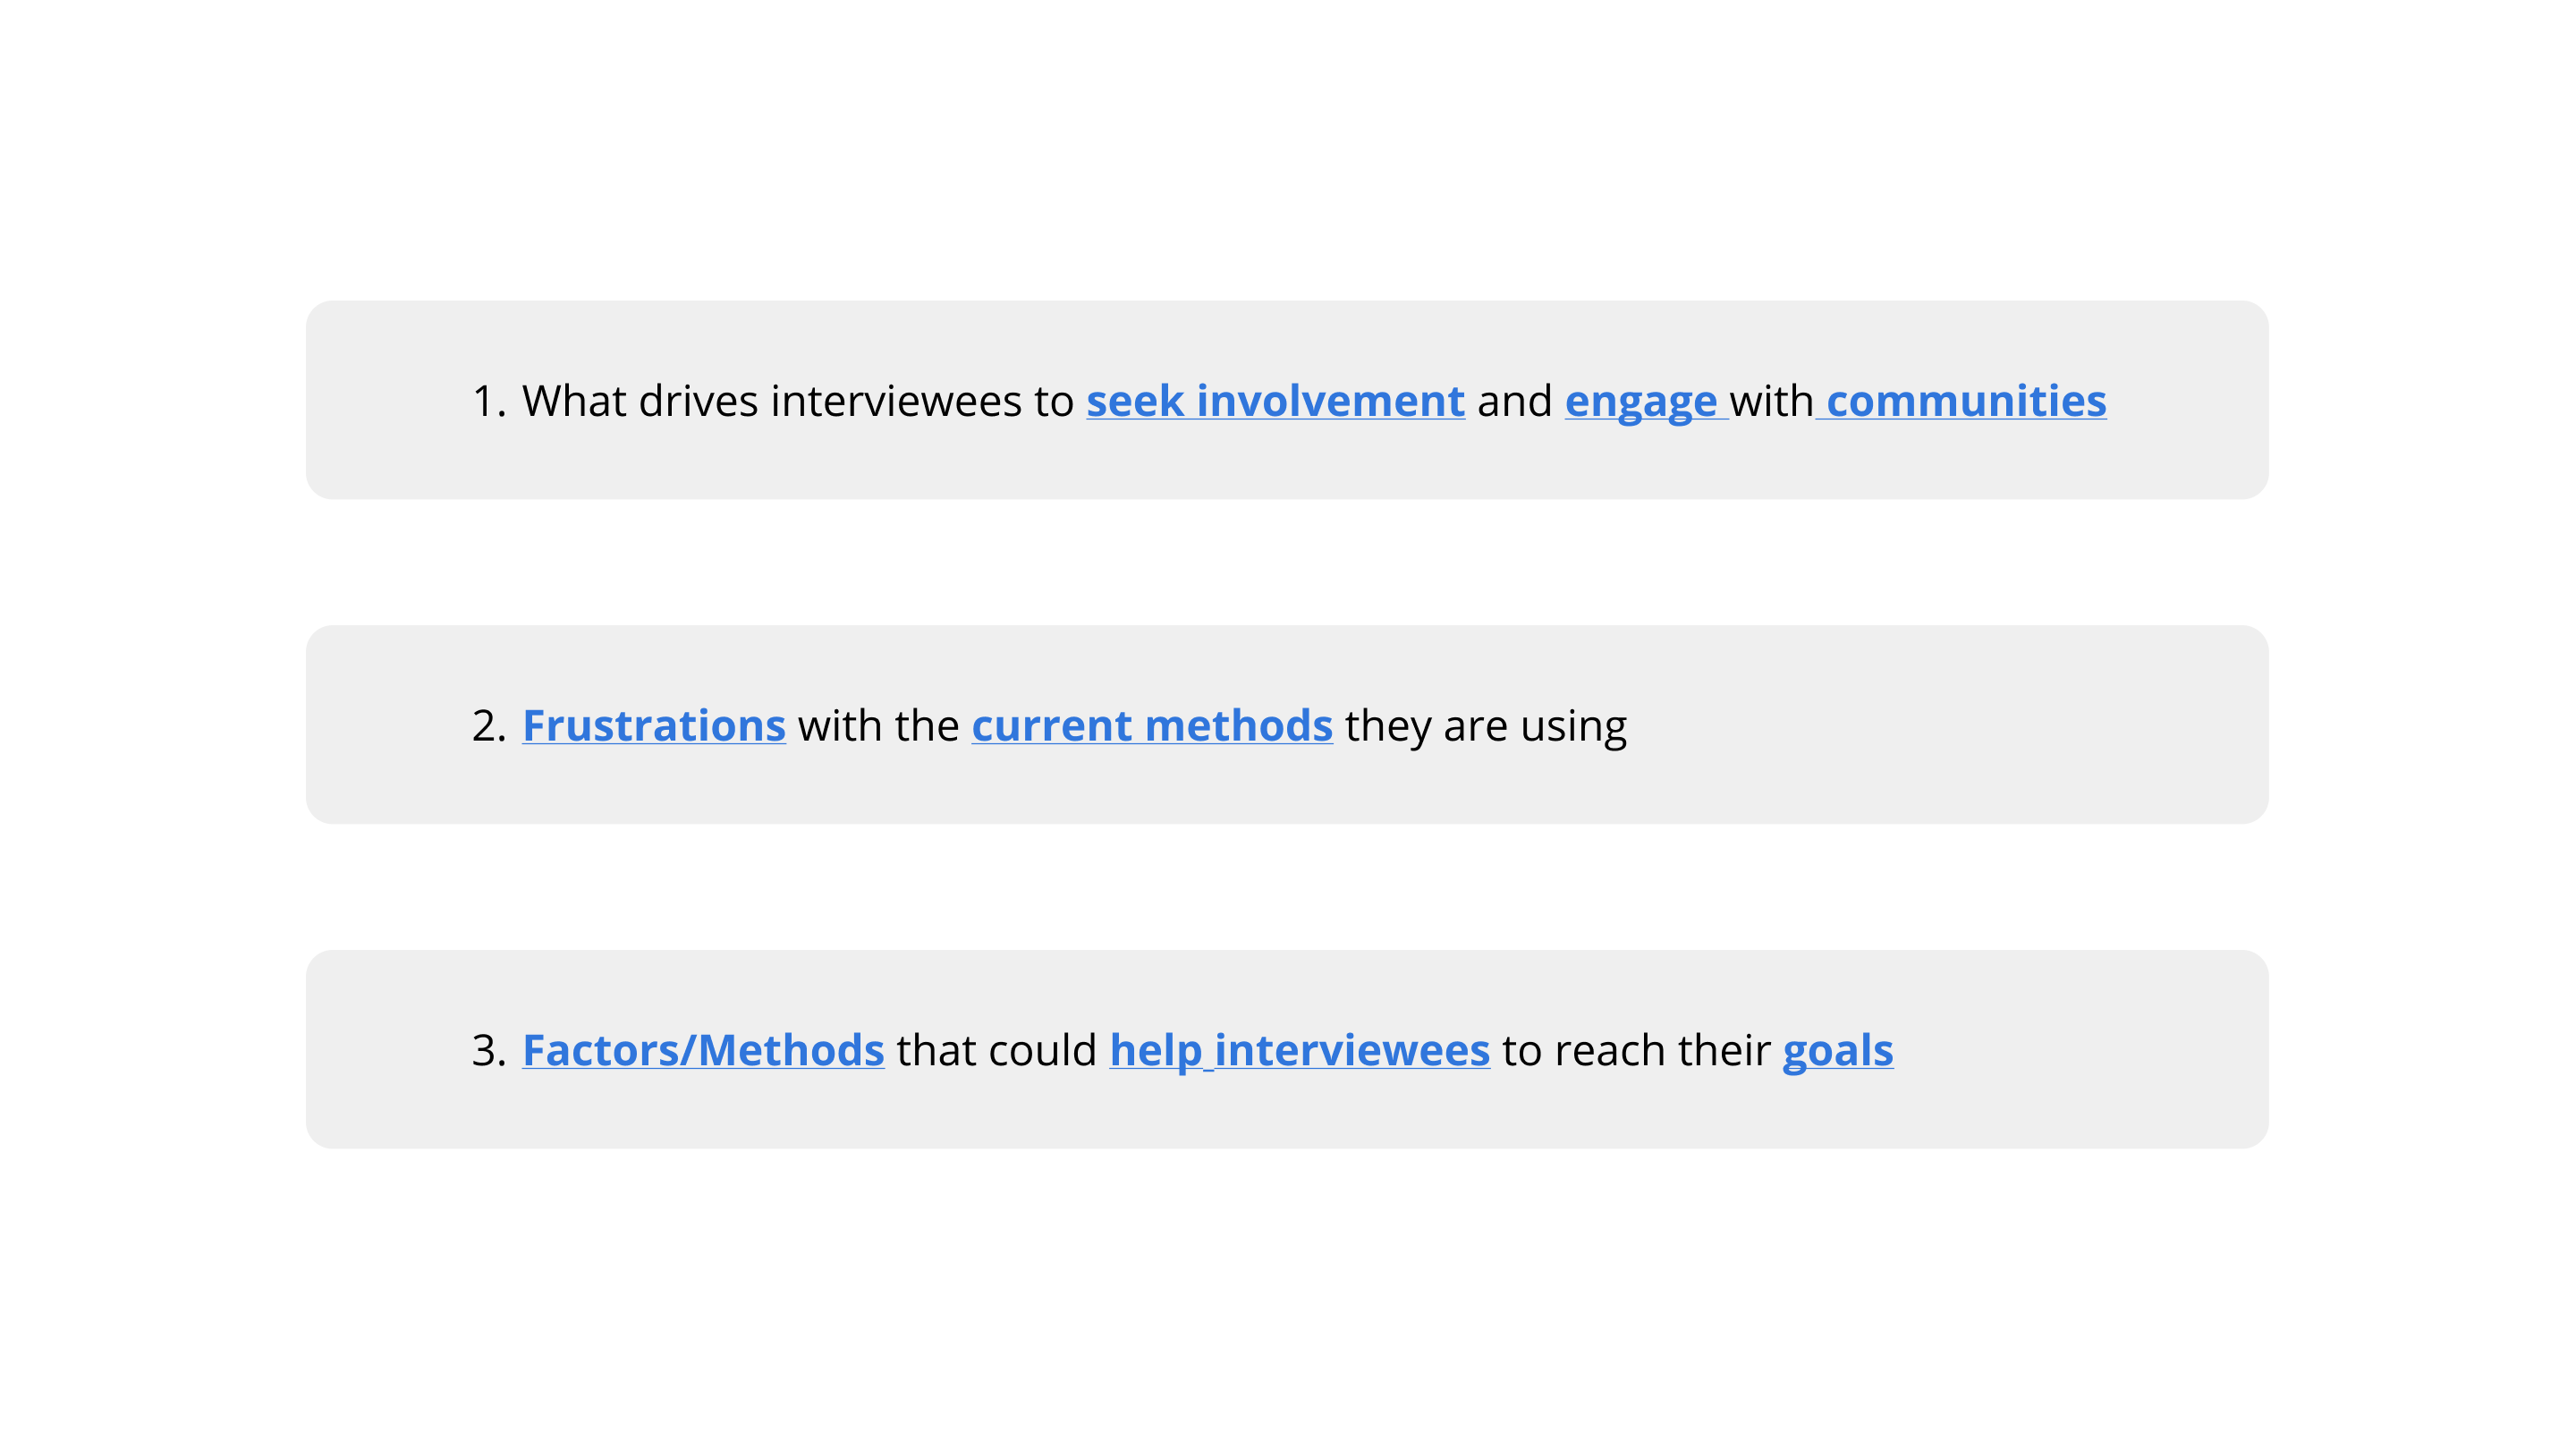 1. What drives interviewees to seek involvement and engage with communities
2. Frustrations with the current methods they are using
3. Factors/Methods that could help interviewees to reach their goals